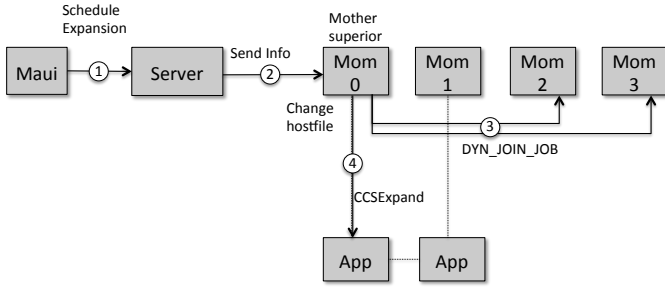 Schedule
Expansion
Mother
superior
Maui
1
Server
Send Info
2
Mom
0
Mom
1
Mom
2
Mom
3
Change
hostfile
3
DYN_JOIN_JOB
4
CCSExpand
App
App